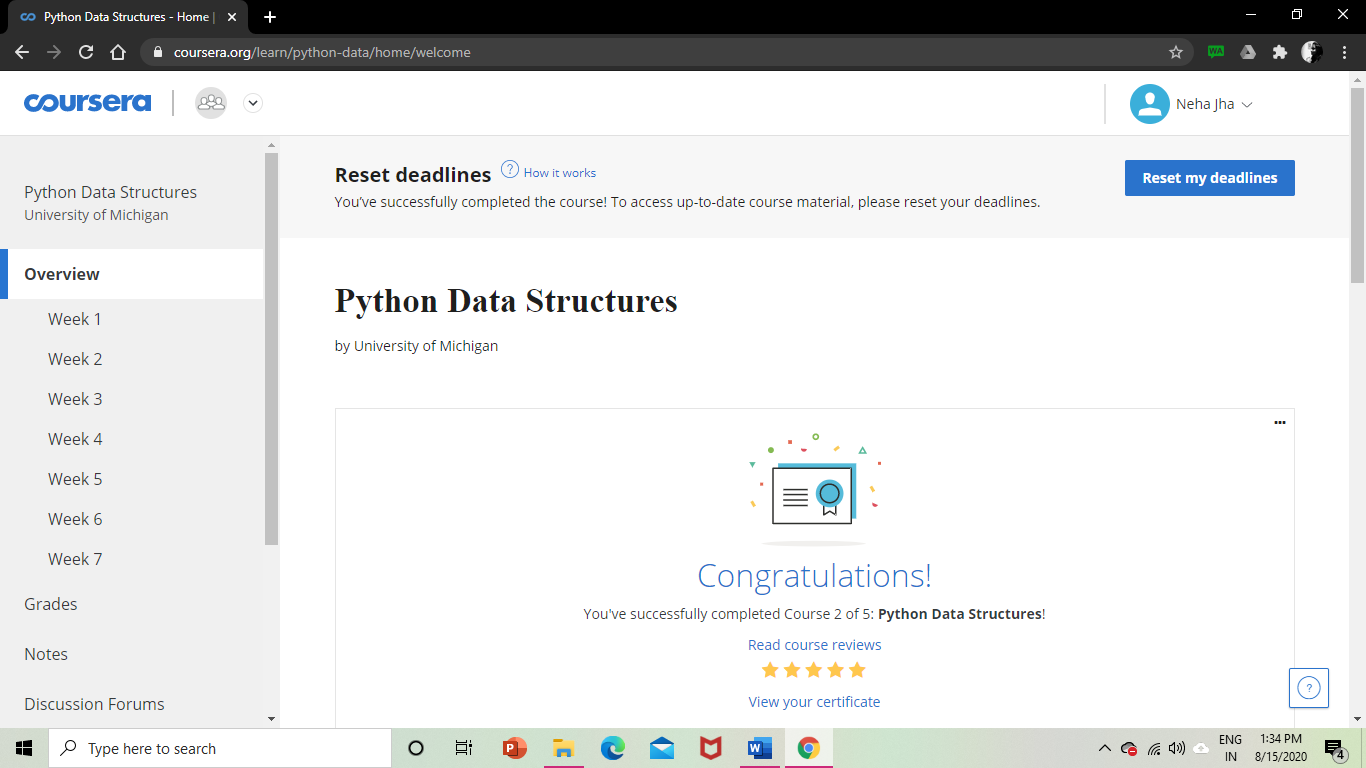 Python Data Structures - Home |
coursera.org/learn/python-data/home/welcome
WA
coursera
Neha Jha
Python Data Structures
University of Michigan
Overview
Week 1
Week 2
Week 3
Week 4
Week 5
Week 6
Week 7
Grades
Notes
Discussion Forums
Reset deadlines ? How it works
You've successfully completed the course! To access up-to-date course material, please reset your deadlines.
Reset my deadlines
Python Data Structures
by University of Michigan
Congratulations!
You've successfully completed Course 2 of 5: Python Data Structures!
Read course reviews
View your certificate
?
Type here to search
P
W
ENG
IN
1:34 PM
8/15/2020
4